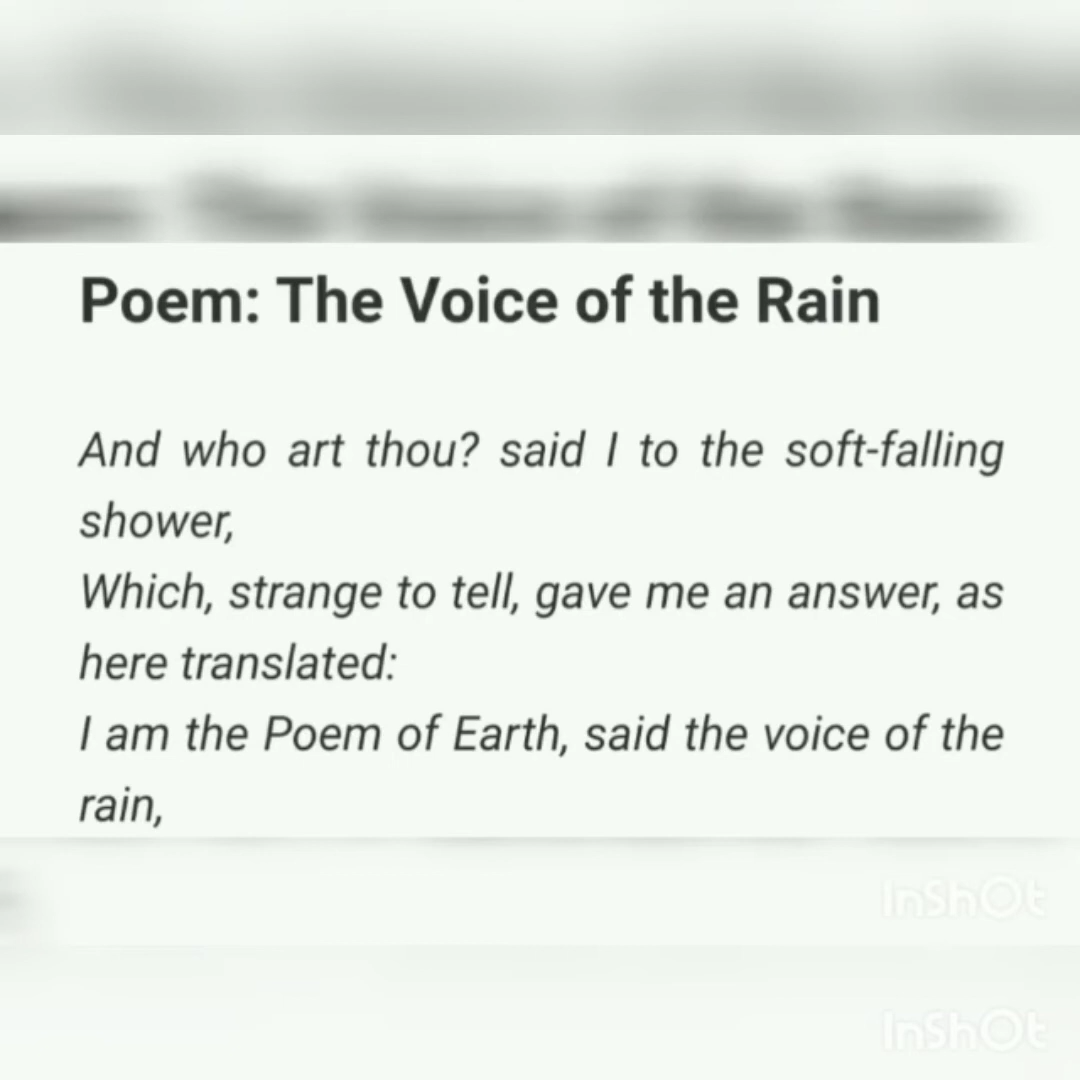 Poem: The Voice of the Rain
And who art thou? said I to the soft-falling
shower,
Which, strange to tell, gave me an answer, as
here translated:
I am the Poem of Earth, said the voice of the
rain,
InShOt
InShOt